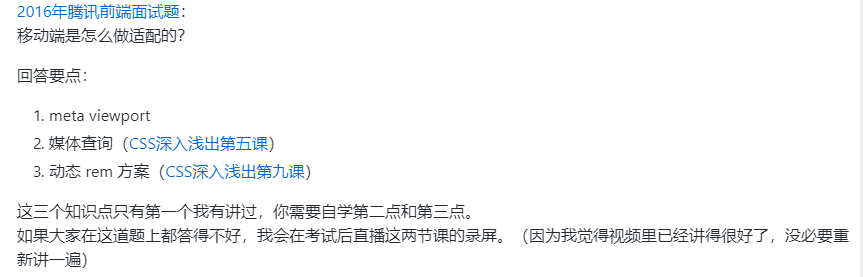 2016年腾讯前端面试题：
移动端是怎么做适配的？
回答要点：
1. meta viewport
2. 媒体查询（CSS深入浅出第五课）
3. 动态 rem 方案（CSS深入浅出第九课）
这三个知识点只有第一个我有讲过，你需要自学第二点和第三点。
如果大家在这道题上都答得不好，我会在考试后直播这两节课的录屏。（因为我觉得视频里已经讲得很好了，没必要重
新讲一遍）